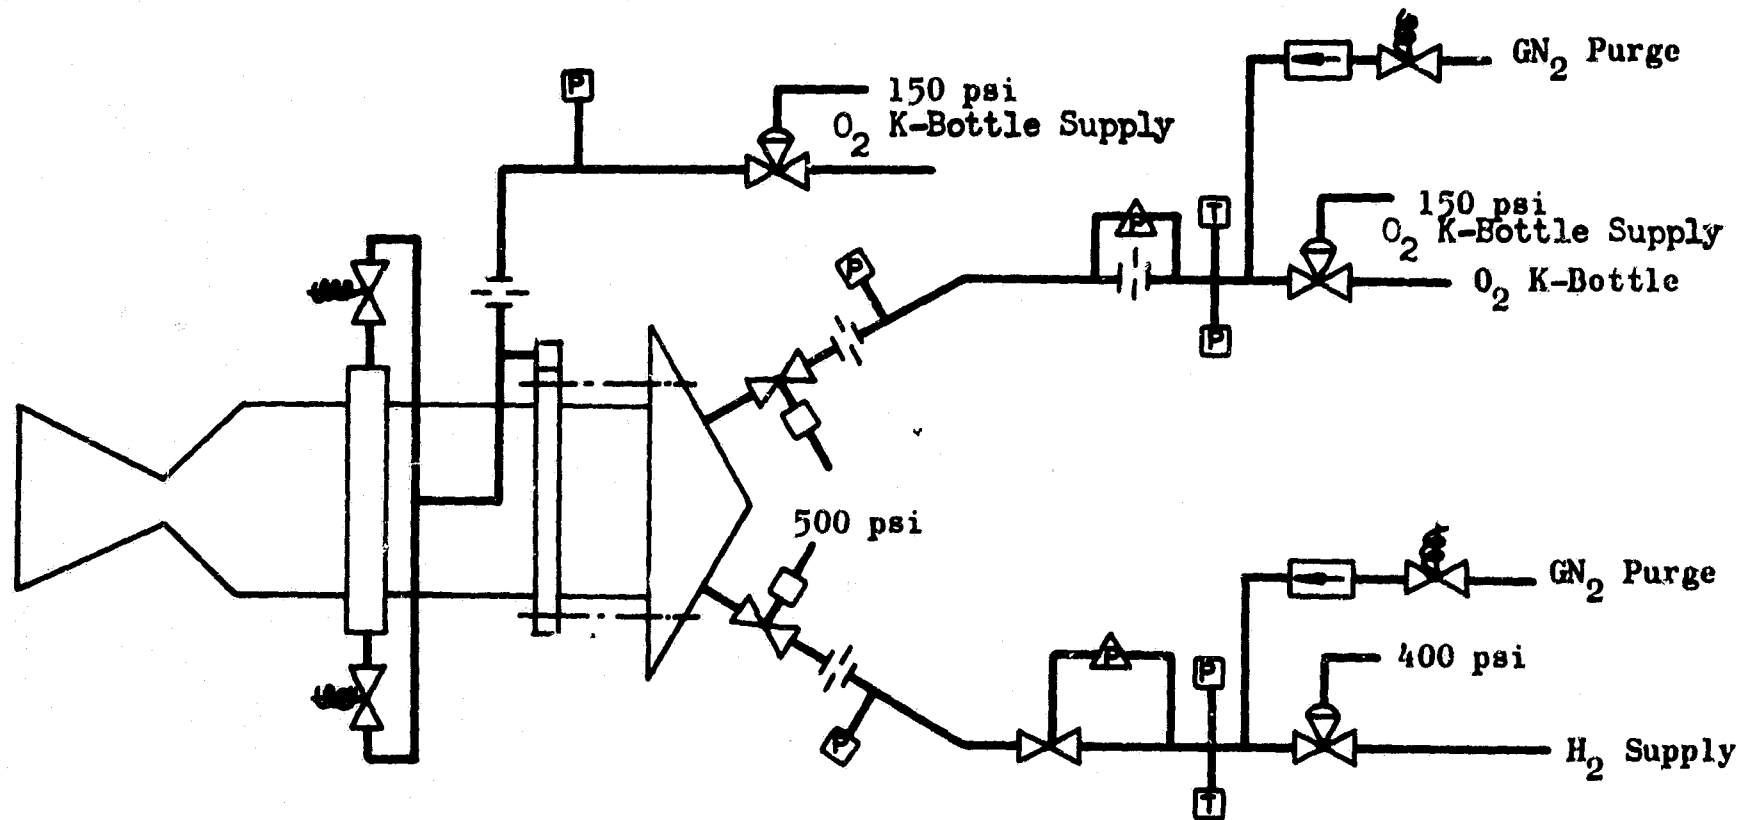 GN2 Purge
P
150 psi
O2 K-Bottle Supply
T
150 psi
O2 K-Bottle Supply
P
P
O2 K-Bottle
P
500 psi
GN2 Purge
P
P
400 psi
P
H2 Supply
T